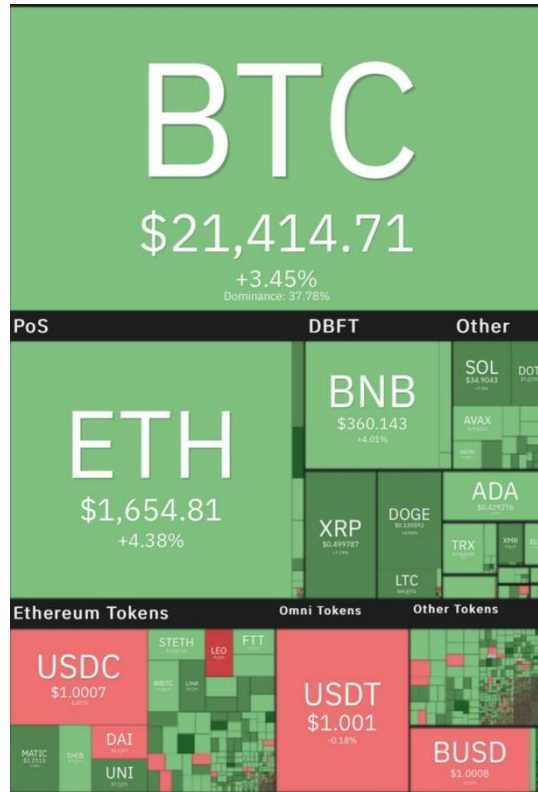 BTC
$21,414.71
+3.45%
Dominance: 37.78%
PoS
DBFT
Other
ETH
$1,654.81
+4.38%
BNB
$360.143
+4.01%
SOL
$34.9043
DOT
AVAX
XRP
$0.499787
DOGE
LTC
ADA
$0.429276
TRX
XMR
Ethereum Tokens
Omni Tokens
Other Tokens
USDC
$1.0007
STETH
LEO
FTT
WBTC
LINK
MATIC
$1.2113
SHIB
DAI
UNI
USDT
$1.001
-0.18%
BUSD
$1.0008